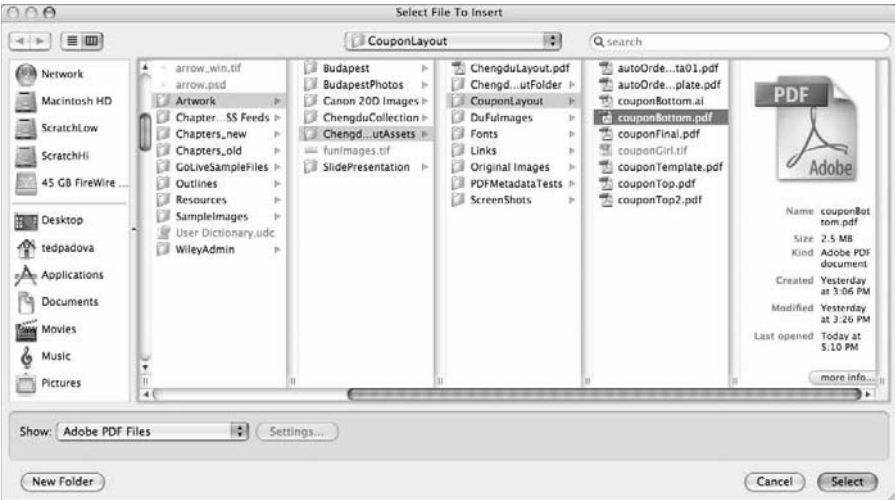 Select File To Insert
CouponLayout
search
Network
Macintosh HD
ScratchLow
ScratchHi
45 GB FireWire ...
Desktop
tedpadova
Applications
Documents
Movies
Music
Pictures
arrow_win.tif
arrow.psd
Artwork
Chapter...SS Feeds
Chapters_new
Chapters_old
GoLiveSampleFiles
Outlines
Resources
SampleImages
User Dictionary.udc
WileyAdmin
Budapest
BudapestPhotos
Canon 20D Images
ChengduCollection
Chengd...utAssets
funImages.tif
SlidePresentation
ChengduLayout.pdf
Chengd...utFolder
CouponLayout
DuFuImages
Fonts
Links
Original Images
PDFMetadataTests
ScreenShots
autoOrde...ta01.pdf
autoOrde...plate.pdf
couponBottom.ai
couponBottom.pdf
couponFinal.pdf
couponGirl.tif
couponTemplate.pdf
couponTop.pdf
couponTop2.pdf
PDF
Adobe
Name couponBot
tom.pdf
Size 2.5 MB
Kind Adobe PDF
document
Created Yesterday
at 3:06 PM
Modified Yesterday
at 3:26 PM
Last opened Today at
5:10 PM
more info...
Show: Adobe PDF Files
Settings...
New Folder
Cancel
Select